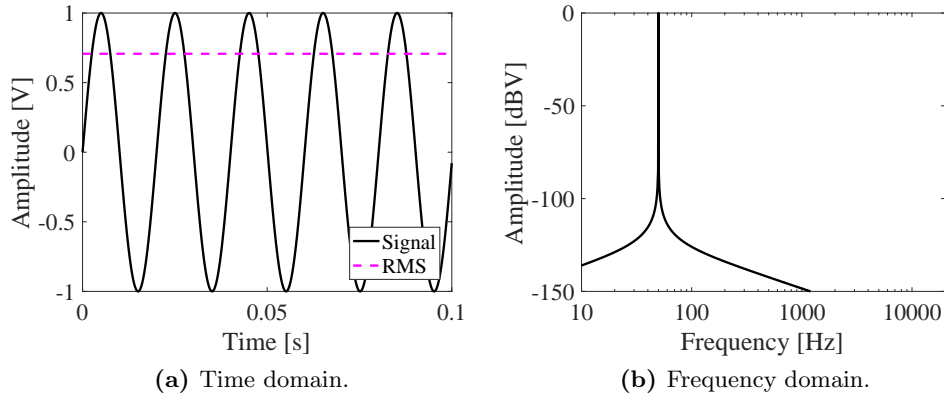 Amplitude [V]
1
0.5
0
-0.5
-1
Signal
RMS
0
0.05
0.1
Time [s]
(a) Time domain.
Amplitude [dBV]
0
-50
-100
-150
10
100
1000
10000
Frequency [Hz]
(b) Frequency domain.